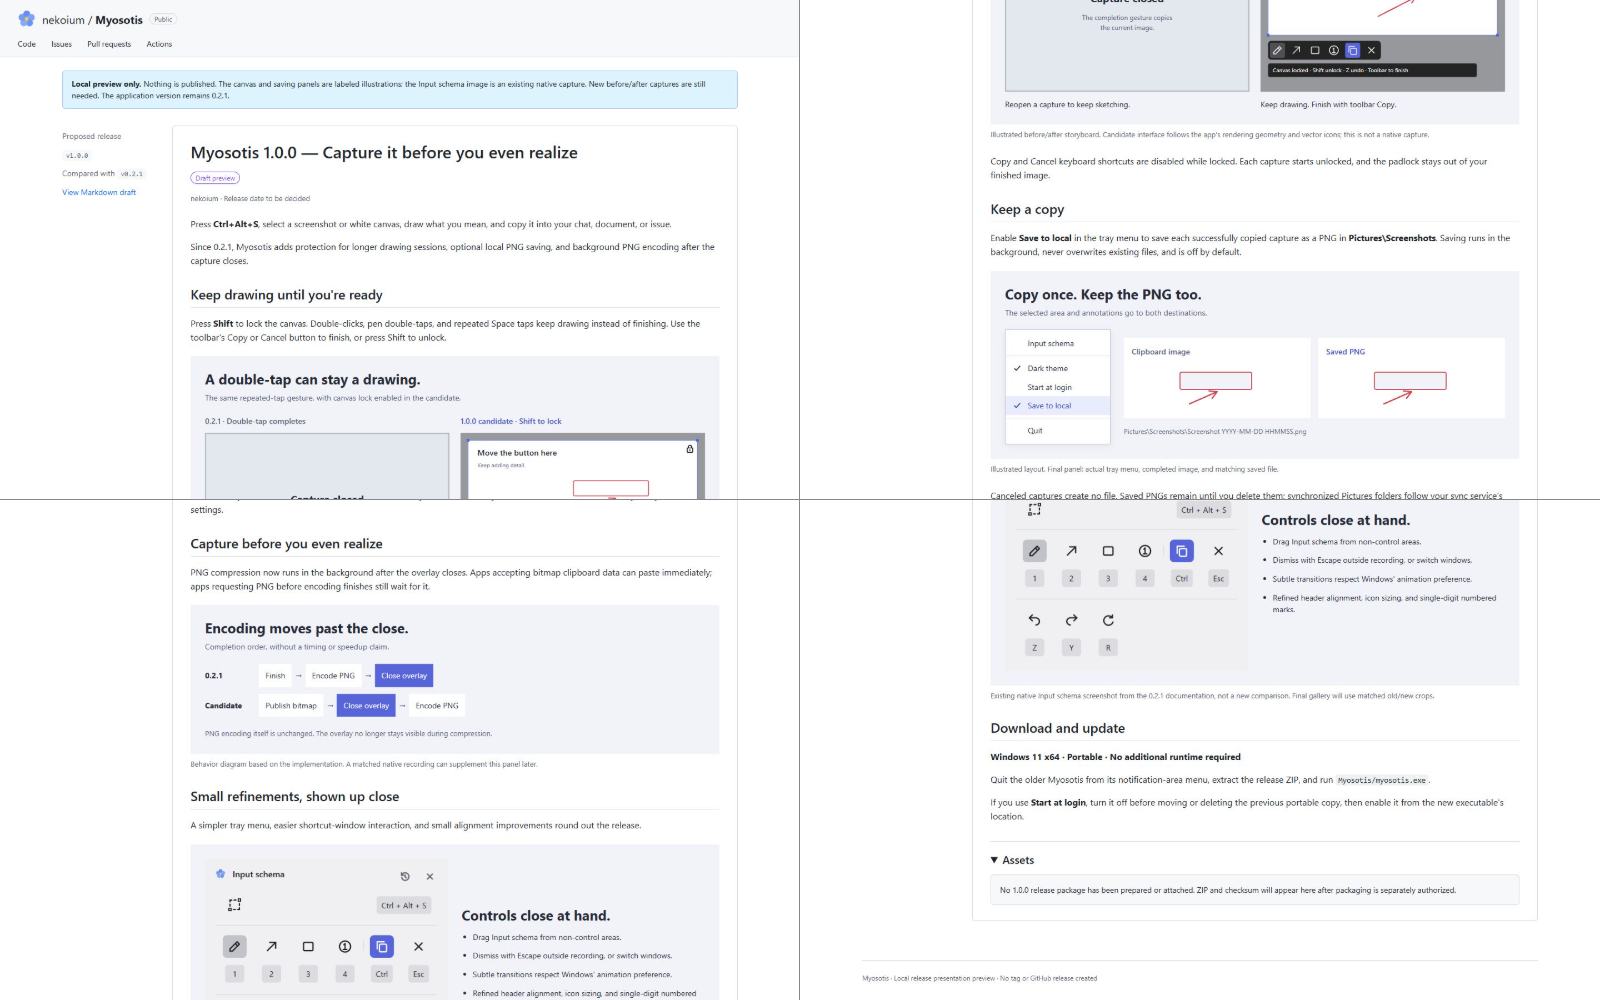 nekoium / Myosotis Public
Code Issues Pull requests Actions
Local preview only. Nothing is published. The canvas and saving panels are labeled illustrations; the Input schema image is an existing native capture. New before/after captures are still
needed. The application version remains 0.2.1.
Proposed release
v1.0.0
Compared with v0.2.1
View Markdown draft
Myosotis 1.0.0 — Capture it before you even realize
Draft preview
nekoium · Release date to be decided
Press Ctrl+Alt+S, select a screenshot or white canvas, draw what you mean, and copy it into your chat, document, or issue.
Since 0.2.1, Myosotis adds protection for longer drawing sessions, optional local PNG saving, and background PNG encoding after the
capture closes.
Keep drawing until you're ready
Press Shift to lock the canvas. Double-clicks, pen double-taps, and repeated Space taps keep drawing instead of finishing. Use the
toolbar's Copy or Cancel button to finish, or press Shift to unlock.
A double-tap can stay a drawing.
The same repeated-tap gesture, with canvas lock enabled in the candidate.
0.2.1 · Double-tap completes
1.0.0 candidate · Shift to lock
Move the button here
Keep adding detail
Capture closed
Capture closed
The completion gesture copies
the current image.
Canvas locked · Shift unlock · Z undo · Toolbar to finish
Reopen a capture to keep sketching.
Keep drawing. Finish with toolbar Copy.
Illustrated before/after storyboard. Candidate interface follows the app's rendering geometry and vector icons; this is not a native capture.
Copy and Cancel keyboard shortcuts are disabled while locked. Each capture starts unlocked, and the padlock stays out of your
finished image.
Keep a copy
Enable Save to local in the tray menu to save each successfully copied capture as a PNG in Pictures\Screenshots. Saving runs in the
background, never overwrites existing files, and is off by default.
Copy once. Keep the PNG too.
The selected area and annotations go to both destinations.
Input schema
Dark theme
Start at login
Save to local
Quit
Clipboard image
Saved PNG
Pictures\Screenshots\Screenshot YYYY-MM-DD HHMMSS.png
Illustrated layout. Final panel: actual tray menu, completed image, and matching saved file.
Canceled captures create no file. Saved PNGs remain until you delete them; synchronized Pictures folders follow your sync service's
settings.
Capture before you even realize
PNG compression now runs in the background after the overlay closes. Apps accepting bitmap clipboard data can paste immediately;
apps requesting PNG before encoding finishes still wait for it.
Encoding moves past the close.
Completion order, without a timing or speedup claim.
0.2.1 Finish → Encode PNG → Close overlay
Candidate Publish bitmap → Close overlay → Encode PNG
PNG encoding itself is unchanged. The overlay no longer stays visible during compression.
Behavior diagram based on the implementation. A matched native recording can supplement this panel later.
Small refinements, shown up close
A simpler tray menu, easier shortcut-window interaction, and small alignment improvements round out the release.
Input schema
Ctrl + Alt + S
1 2 3 4 Ctrl Esc
Controls close at hand.
• Drag Input schema from non-control areas.
• Dismiss with Escape outside recording, or switch windows.
• Subtle transitions respect Windows' animation preference.
• Refined header alignment, icon sizing, and single-digit numbered
Ctrl + Alt + S
1 2 3 4 Ctrl Esc
Z Y R
Controls close at hand.
• Drag Input schema from non-control areas.
• Dismiss with Escape outside recording, or switch windows.
• Subtle transitions respect Windows' animation preference.
• Refined header alignment, icon sizing, and single-digit numbered
marks.
Existing native Input schema screenshot from the 0.2.1 documentation, not a new comparison. Final gallery will use matched old/new crops.
Download and update
Windows 11 x64 · Portable · No additional runtime required
Quit the older Myosotis from its notification-area menu, extract the release ZIP, and run Myosotis/myosotis.exe.
If you use Start at login, turn it off before moving or deleting the previous portable copy, then enable it from the new executable's
location.
▼ Assets
No 1.0.0 release package has been prepared or attached. ZIP and checksum will appear here after packaging is separately authorized.
Myosotis · Local release presentation preview · No tag or GitHub release created